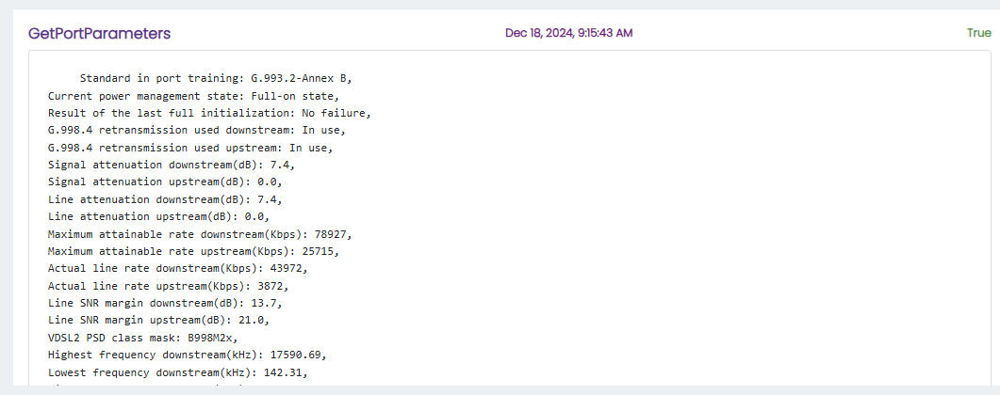 GetPortParameters
Dec 18, 2024, 9:15:43 AM
True
Standard in port training: G.993.2-Annex B,
Current power management state: Full-on state,
Result of the last full initialization: No failure,
G.998.4 retransmission used downstream: In use,
G.998.4 retransmission used upstream: In use,
Signal attenuation downstream(dB): 7.4,
Signal attenuation upstream(dB): 0.0,
Line attenuation downstream(dB): 7.4,
Line attenuation upstream(dB): 0.0,
Maximum attainable rate downstream(Kbps): 78927,
Maximum attainable rate upstream(Kbps): 25715,
Actual line rate downstream(Kbps): 43972,
Actual line rate upstream(Kbps): 3872,
Line SNR margin downstream(dB): 13.7,
Line SNR margin upstream(dB): 21.0,
VDSL2 PSD class mask: B998M2x,
Highest frequency downstream(kHz): 17590.69,
Lowest frequency downstream(kHz): 142.31,